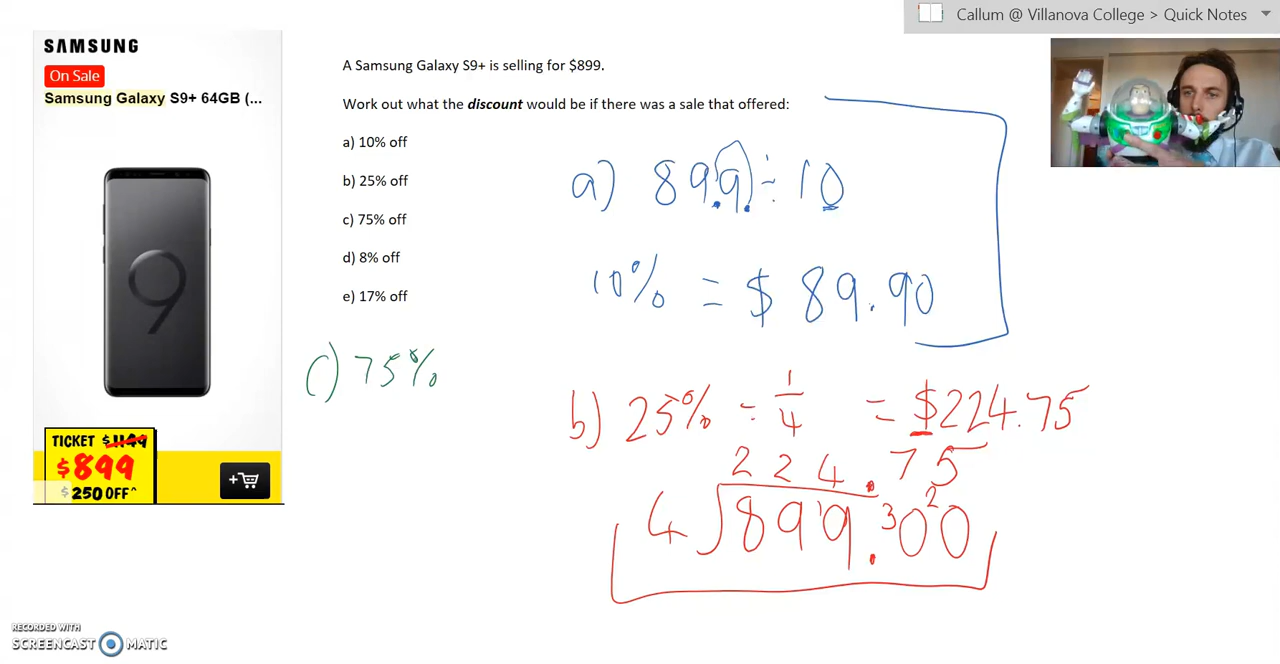 Callum @ Villanova College > Quick Notes
SAMSUNG
On Sale
Samsung Galaxy S9+ 64GB (...
9
TICKET $1149
$899
$250 OFF^
A Samsung Galaxy S9+ is selling for $899.
Work out what the discount would be if there was a sale that offered:
a) 10% off
b) 25% off
c) 75% off
d) 8% off
e) 17% off
a) 899 ÷ 10
10% = $ 89.90
c) 75%
b) 25% = 1/4 = $224.75
224.75
4 899.3020
RECORDED WITH
SCREENCAST MATIC